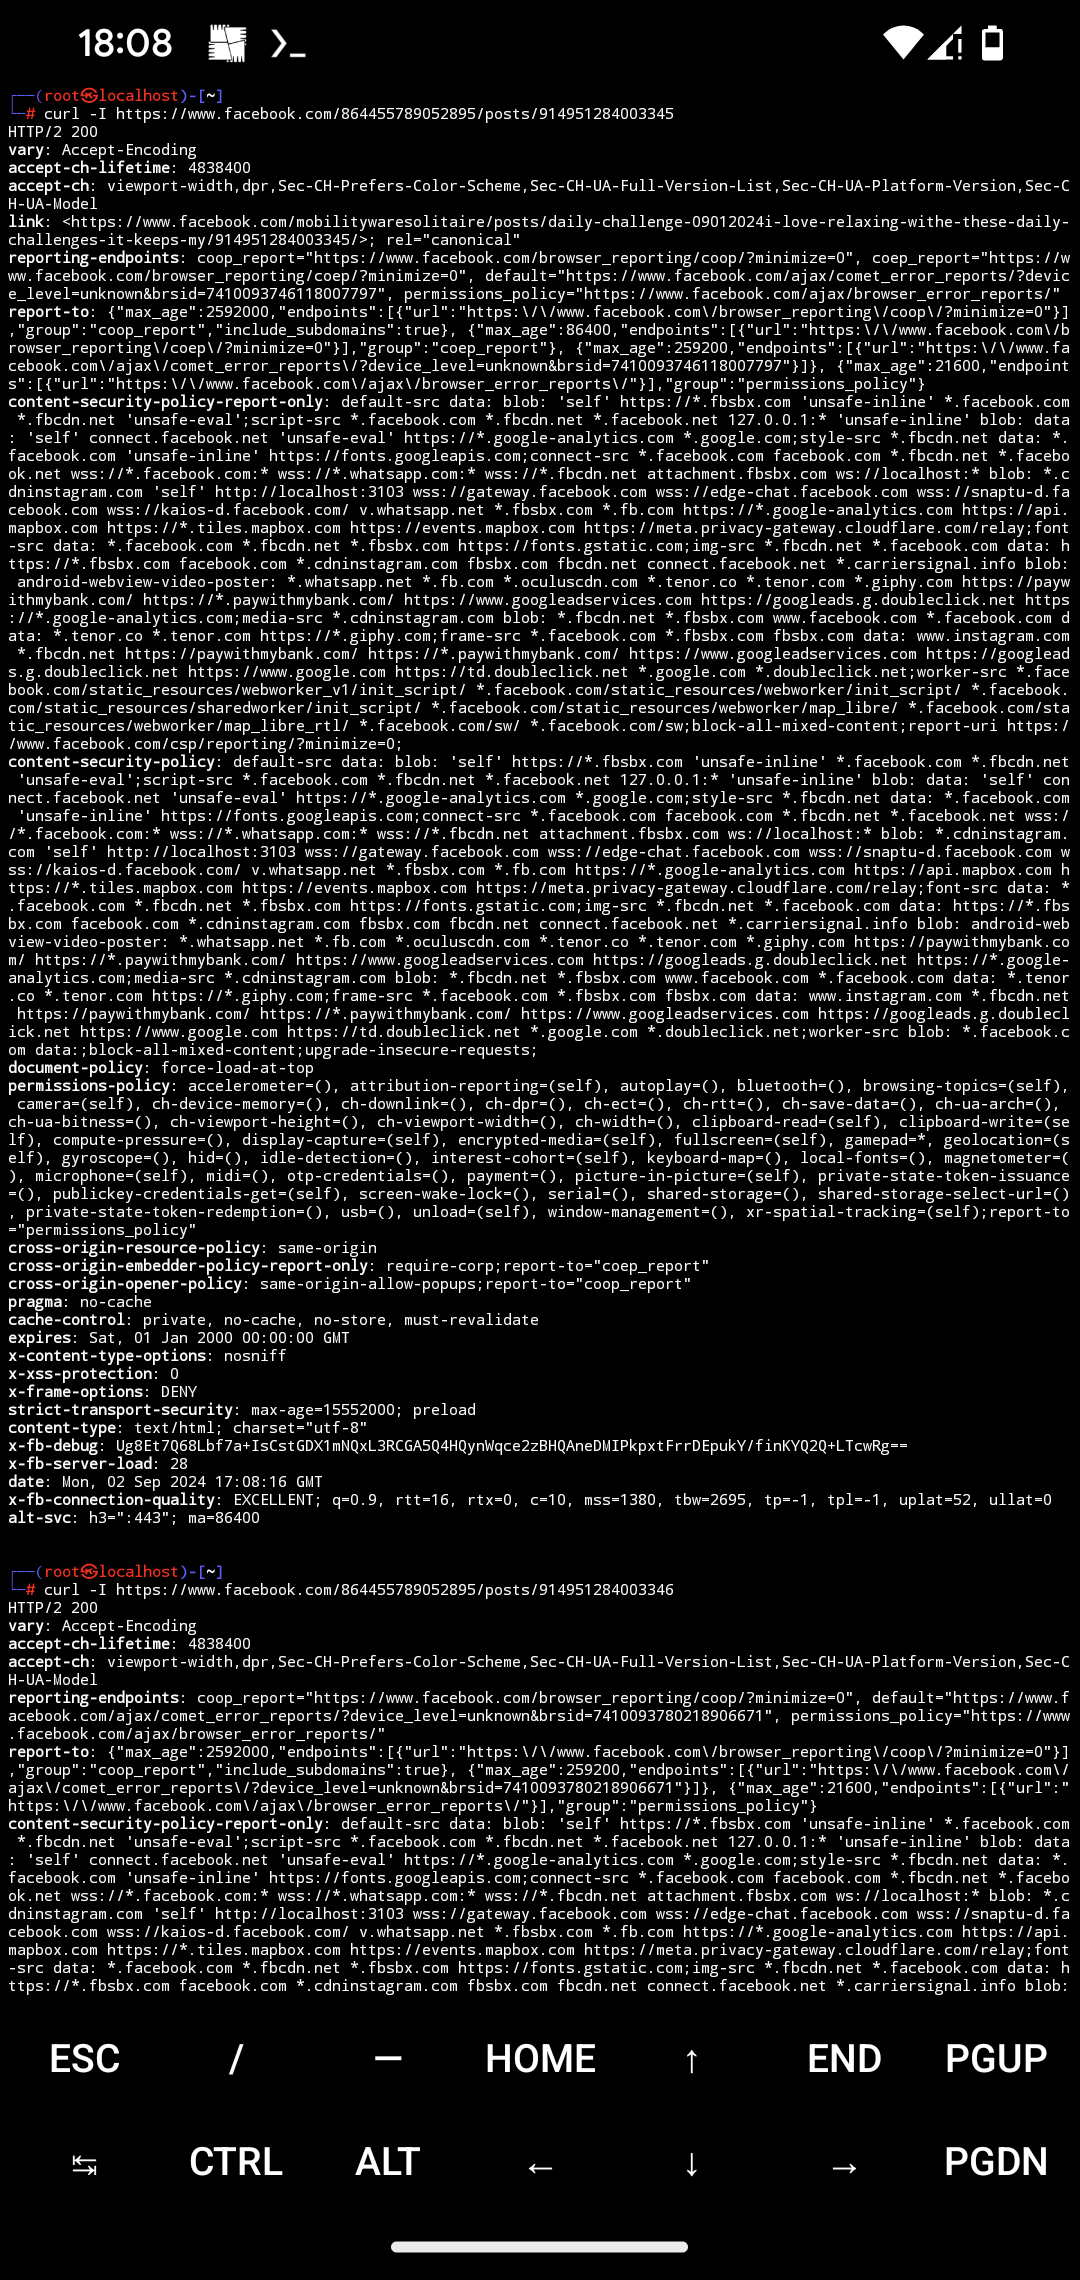 18:08
┌──(root㉿localhost)-[~]
└─# curl -I https://www.facebook.com/864455789052895/posts/914951284003345
HTTP/2 200
vary: Accept-Encoding
accept-ch-lifetime: 4838400
accept-ch: viewport-width,dpr,Sec-CH-Prefers-Color-Scheme,Sec-CH-UA-Full-Version-List,Sec-CH-UA-Platform-Version,Sec-C
H-UA-Model
link: <https://www.facebook.com/mobilitywaresolitaire/posts/daily-challenge-09012024i-love-relaxing-withe-these-daily-
challenges-it-keeps-my/914951284003345/>; rel="canonical"
reporting-endpoints: coop_report="https://www.facebook.com/browser_reporting/coop/?minimize=0", coep_report="https://w
ww.facebook.com/browser_reporting/coep/?minimize=0", default="https://www.facebook.com/ajax/comet_error_reports/?devic
e_level=unknown&brsid=7410093746118007797", permissions_policy="https://www.facebook.com/ajax/browser_error_reports/"
report-to: {"max_age":2592000,"endpoints":[{"url":"https:\/\/www.facebook.com\/browser_reporting\/coop\/?minimize=0"}]
,"group":"coop_report","include_subdomains":true}, {"max_age":86400,"endpoints":[{"url":"https:\/\/www.facebook.com\/b
rowser_reporting\/coep\/?minimize=0"}],"group":"coep_report"}, {"max_age":259200,"endpoints":[{"url":"https:\/\/www.fa
cebook.com\/ajax\/comet_error_reports\/?device_level=unknown&brsid=7410093746118007797"}]}, {"max_age":21600,"endpoint
s":[{"url":"https:\/\/www.facebook.com\/ajax\/browser_error_reports\/"}],"group":"permissions_policy"}
content-security-policy-report-only: default-src data: blob: 'self' https://*.fbsbx.com 'unsafe-inline' *.facebook.com
 *.fbcdn.net 'unsafe-eval';script-src *.facebook.com *.fbcdn.net *.facebook.net 127.0.0.1:* 'unsafe-inline' blob: data
: 'self' connect.facebook.net 'unsafe-eval' https://*.google-analytics.com *.google.com;style-src *.fbcdn.net data: *.
facebook.com 'unsafe-inline' https://fonts.googleapis.com;connect-src *.facebook.com facebook.com *.fbcdn.net *.facebo
ok.net wss://*.facebook.com:* wss://*.whatsapp.com:* wss://*.fbcdn.net attachment.fbsbx.com ws://localhost:* blob: *.c
dninstagram.com 'self' http://localhost:3103 wss://gateway.facebook.com wss://edge-chat.facebook.com wss://snaptu-d.fa
cebook.com wss://kaios-d.facebook.com/ v.whatsapp.net *.fbsbx.com *.fb.com https://*.google-analytics.com https://api.
mapbox.com https://*.tiles.mapbox.com https://events.mapbox.com https://meta.privacy-gateway.cloudflare.com/relay;font
-src data: *.facebook.com *.fbcdn.net *.fbsbx.com https://fonts.gstatic.com;img-src *.fbcdn.net *.facebook.com data: h
ttps://*.fbsbx.com facebook.com *.cdninstagram.com fbsbx.com fbcdn.net connect.facebook.net *.carriersignal.info blob:
 android-webview-video-poster: *.whatsapp.net *.fb.com *.oculuscdn.com *.tenor.co *.tenor.com *.giphy.com https://payw
ithmybank.com/ https://*.paywithmybank.com/ https://www.googleadservices.com https://googleads.g.doubleclick.net https
://*.google-analytics.com;media-src *.cdninstagram.com blob: *.fbcdn.net *.fbsbx.com www.facebook.com *.facebook.com d
ata: *.tenor.co *.tenor.com https://*.giphy.com;frame-src *.facebook.com *.fbsbx.com fbsbx.com data: www.instagram.com
 *.fbcdn.net https://paywithmybank.com/ https://*.paywithmybank.com/ https://www.googleadservices.com https://googlead
s.g.doubleclick.net https://www.google.com https://td.doubleclick.net *.google.com *.doubleclick.net;worker-src *.face
book.com/static_resources/webworker_v1/init_script/ *.facebook.com/static_resources/webworker/init_script/ *.facebook.
com/static_resources/sharedworker/init_script/ *.facebook.com/static_resources/webworker/map_libre/ *.facebook.com/sta
tic_resources/webworker/map_libre_rtl/ *.facebook.com/sw/ *.facebook.com/sw;block-all-mixed-content;report-uri https:/
/www.facebook.com/csp/reporting/?minimize=0;
content-security-policy: default-src data: blob: 'self' https://*.fbsbx.com 'unsafe-inline' *.facebook.com *.fbcdn.net
 'unsafe-eval';script-src *.facebook.com *.fbcdn.net *.facebook.net 127.0.0.1:* 'unsafe-inline' blob: data: 'self' con
nect.facebook.net 'unsafe-eval' https://*.google-analytics.com *.google.com;style-src *.fbcdn.net data: *.facebook.com
 'unsafe-inline' https://fonts.googleapis.com;connect-src *.facebook.com facebook.com *.fbcdn.net *.facebook.net wss:/
/*.facebook.com:* wss://*.whatsapp.com:* wss://*.fbcdn.net attachment.fbsbx.com ws://localhost:* blob: *.cdninstagram.
com 'self' http://localhost:3103 wss://gateway.facebook.com wss://edge-chat.facebook.com wss://snaptu-d.facebook.com w
ss://kaios-d.facebook.com/ v.whatsapp.net *.fbsbx.com *.fb.com https://*.google-analytics.com https://api.mapbox.com h
ttps://*.tiles.mapbox.com https://events.mapbox.com https://meta.privacy-gateway.cloudflare.com/relay;font-src data: *
.facebook.com *.fbcdn.net *.fbsbx.com https://fonts.gstatic.com;img-src *.fbcdn.net *.facebook.com data: https://*.fbs
bx.com facebook.com *.cdninstagram.com fbsbx.com fbcdn.net connect.facebook.net *.carriersignal.info blob: android-web
view-video-poster: *.whatsapp.net *.fb.com *.oculuscdn.com *.tenor.co *.tenor.com *.giphy.com https://paywithmybank.co
m/ https://*.paywithmybank.com/ https://www.googleadservices.com https://googleads.g.doubleclick.net https://*.google-
analytics.com;media-src *.cdninstagram.com blob: *.fbcdn.net *.fbsbx.com www.facebook.com *.facebook.com data: *.tenor
.co *.tenor.com https://*.giphy.com;frame-src *.facebook.com *.fbsbx.com fbsbx.com data: www.instagram.com *.fbcdn.net
 https://paywithmybank.com/ https://*.paywithmybank.com/ https://www.googleadservices.com https://googleads.g.doublecl
ick.net https://www.google.com https://td.doubleclick.net *.google.com *.doubleclick.net;worker-src blob: *.facebook.c
om data:;block-all-mixed-content;upgrade-insecure-requests;
document-policy: force-load-at-top
permissions-policy: accelerometer=(), attribution-reporting=(self), autoplay=(), bluetooth=(), browsing-topics=(self),
 camera=(self), ch-device-memory=(), ch-downlink=(), ch-dpr=(), ch-ect=(), ch-rtt=(), ch-save-data=(), ch-ua-arch=(), 
ch-ua-bitness=(), ch-viewport-height=(), ch-viewport-width=(), ch-width=(), clipboard-read=(self), clipboard-write=(se
lf), compute-pressure=(), display-capture=(self), encrypted-media=(self), fullscreen=(self), gamepad=*, geolocation=(s
elf), gyroscope=(), hid=(), idle-detection=(), interest-cohort=(self), keyboard-map=(), local-fonts=(), magnetometer=(
), microphone=(self), midi=(), otp-credentials=(), payment=(), picture-in-picture=(self), private-state-token-issuance
=(), publickey-credentials-get=(self), screen-wake-lock=(), serial=(), shared-storage=(), shared-storage-select-url=()
, private-state-token-redemption=(), usb=(), unload=(self), window-management=(), xr-spatial-tracking=(self);report-to
="permissions_policy"
cross-origin-resource-policy: same-origin
cross-origin-embedder-policy-report-only: require-corp;report-to="coep_report"
cross-origin-opener-policy: same-origin-allow-popups;report-to="coop_report"
pragma: no-cache
cache-control: private, no-cache, no-store, must-revalidate
expires: Sat, 01 Jan 2000 00:00:00 GMT
x-content-type-options: nosniff
x-xss-protection: 0
x-frame-options: DENY
strict-transport-security: max-age=15552000; preload
content-type: text/html; charset="utf-8"
x-fb-debug: Ug8Et7Q68Lbf7a+IsCstGDX1mNQxL3RCGA5Q4HQynWqce2zBHQAneDMIPkpxtFrrDEpukY/finKYQ2Q+LTcwRg==
x-fb-server-load: 28
date: Mon, 02 Sep 2024 17:08:16 GMT
x-fb-connection-quality: EXCELLENT; q=0.9, rtt=16, rtx=0, c=10, mss=1380, tbw=2695, tp=-1, tpl=-1, uplat=52, ullat=0
alt-svc: h3=":443"; ma=86400
┌──(root㉿localhost)-[~]
└─# curl -I https://www.facebook.com/864455789052895/posts/914951284003346
HTTP/2 200
vary: Accept-Encoding
accept-ch-lifetime: 4838400
accept-ch: viewport-width,dpr,Sec-CH-Prefers-Color-Scheme,Sec-CH-UA-Full-Version-List,Sec-CH-UA-Platform-Version,Sec-C
H-UA-Model
reporting-endpoints: coop_report="https://www.facebook.com/browser_reporting/coop/?minimize=0", default="https://www.f
acebook.com/ajax/comet_error_reports/?device_level=unknown&brsid=7410093780218906671", permissions_policy="https://www
.facebook.com/ajax/browser_error_reports/"
report-to: {"max_age":2592000,"endpoints":[{"url":"https:\/\/www.facebook.com\/browser_reporting\/coop\/?minimize=0"}]
,"group":"coop_report","include_subdomains":true}, {"max_age":259200,"endpoints":[{"url":"https:\/\/www.facebook.com\/
ajax\/comet_error_reports\/?device_level=unknown&brsid=7410093780218906671"}]}, {"max_age":21600,"endpoints":[{"url":"
https:\/\/www.facebook.com\/ajax\/browser_error_reports\/"}],"group":"permissions_policy"}
content-security-policy-report-only: default-src data: blob: 'self' https://*.fbsbx.com 'unsafe-inline' *.facebook.com
 *.fbcdn.net 'unsafe-eval';script-src *.facebook.com *.fbcdn.net *.facebook.net 127.0.0.1:* 'unsafe-inline' blob: data
: 'self' connect.facebook.net 'unsafe-eval' https://*.google-analytics.com *.google.com;style-src *.fbcdn.net data: *.
facebook.com 'unsafe-inline' https://fonts.googleapis.com;connect-src *.facebook.com facebook.com *.fbcdn.net *.facebo
ok.net wss://*.facebook.com:* wss://*.whatsapp.com:* wss://*.fbcdn.net attachment.fbsbx.com ws://localhost:* blob: *.c
dninstagram.com 'self' http://localhost:3103 wss://gateway.facebook.com wss://edge-chat.facebook.com wss://snaptu-d.fa
cebook.com wss://kaios-d.facebook.com/ v.whatsapp.net *.fbsbx.com *.fb.com https://*.google-analytics.com https://api.
mapbox.com https://*.tiles.mapbox.com https://events.mapbox.com https://meta.privacy-gateway.cloudflare.com/relay;font
-src data: *.facebook.com *.fbcdn.net *.fbsbx.com https://fonts.gstatic.com;img-src *.fbcdn.net *.facebook.com data: h
ttps://*.fbsbx.com facebook.com *.cdninstagram.com fbsbx.com fbcdn.net connect.facebook.net *.carriersignal.info blob:
ESC / — HOME ↑ END PGUP
↹ CTRL ALT ← ↓ → PGDN